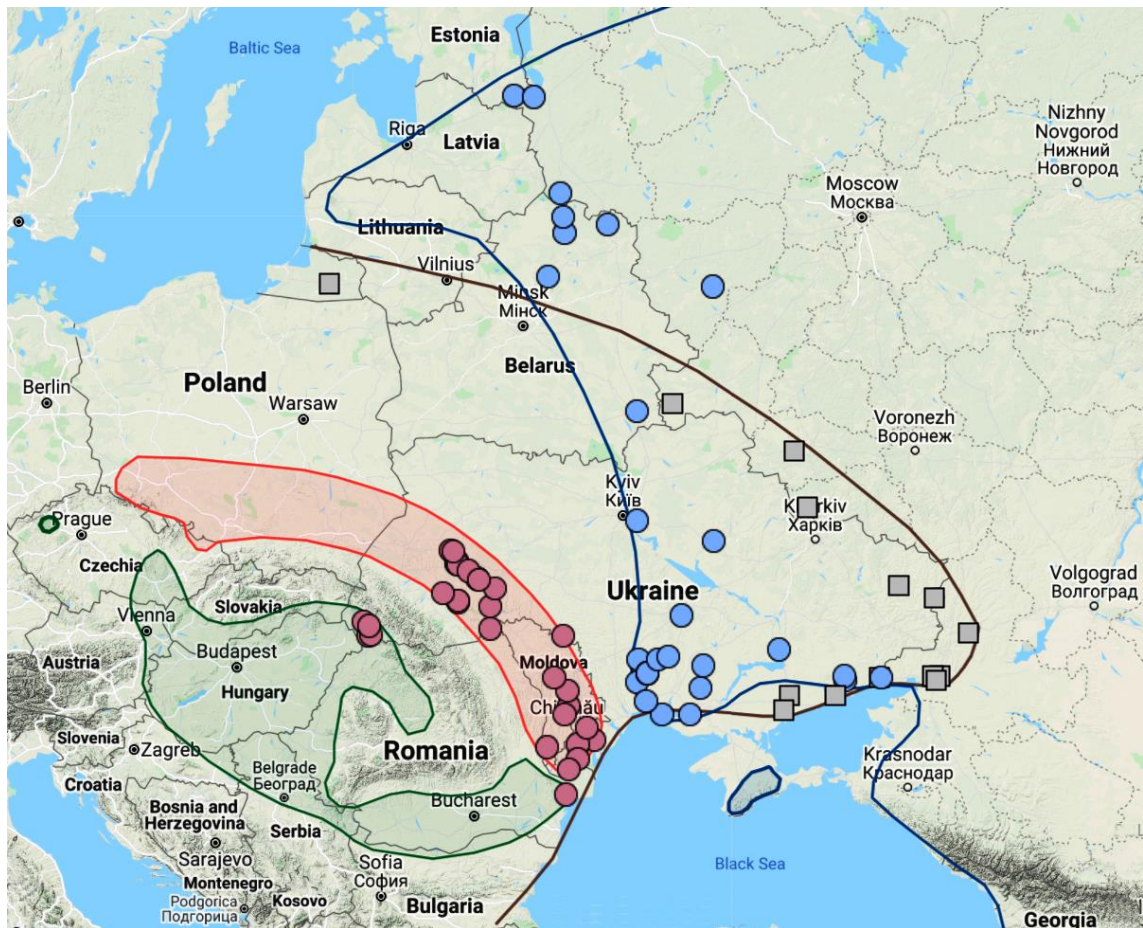 Estonia
Baltic Sea
Riga
Latvia
Nizhny
Novgorod
Нижний
Новгород
Moscow
Москва
Lithuania
Vilnius
Minsk
Мінск
Belarus
Berlin
Poland
Warsaw
Voronezh
Воронеж
Kyiv
Київ
Харків
Prague
Czechia
Ukraine
Volgograd
Волгоград
Slovakia
Vienna
Budapest
Austria
Hungary
Moldova
Slovenia
Zagreb
Romania
Krasnodar
Краснодар
Croatia
Belgrade
Београд
Bucharest
Bosnia and
Herzegovina
Serbia
Sarajevo
Sofia
София
Black Sea
Montenegro
Kosovo
Podgorica
Подгорица
Bulgaria
Georgia